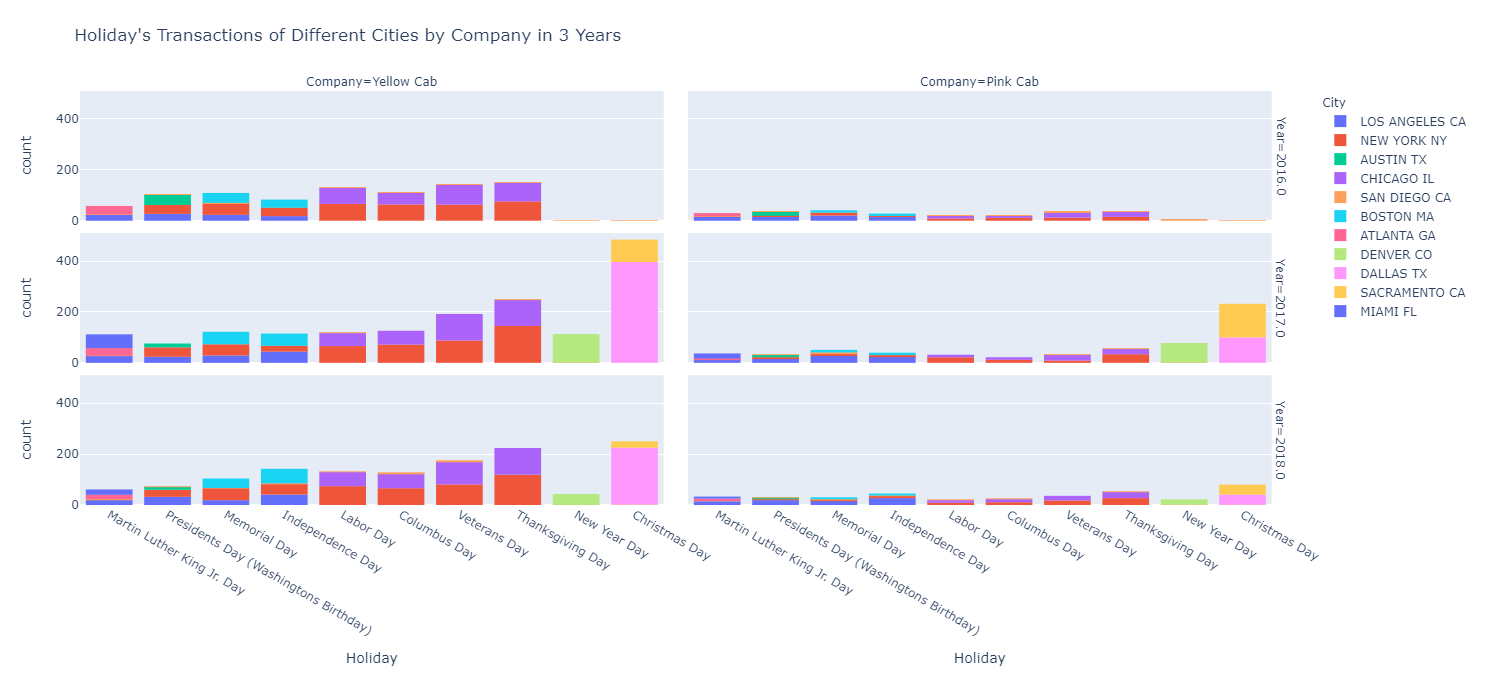 Holiday's Transactions of Different Cities by Company in 3 Years
Company=Yellow Cab
Company=Pink Cab
City
LOS ANGELES CA
NEW YORK NY
AUSTIN TX
CHICAGO IL
SAN DIEGO CA
BOSTON MA
ATLANTA GA
DENVER CO
DALLAS TX
SACRAMENTO CA
MIAMI FL
400
200
0
count
Year=2016.0
400
200
0
count
Year=2017.0
400
200
0
count
Year=2018.0
Martin Luther King Jr. Day
Presidents Day (Washingtons Birthday)
Memorial Day
Independence Day
Labor Day
Columbus Day
Veterans Day
Thanksgiving Day
New Year Day
Christmas Day
Martin Luther King Jr. Day
Presidents Day (Washingtons Birthday)
Memorial Day
Independence Day
Labor Day
Columbus Day
Veterans Day
Thanksgiving Day
New Year Day
Christmas Day
Holiday
Holiday